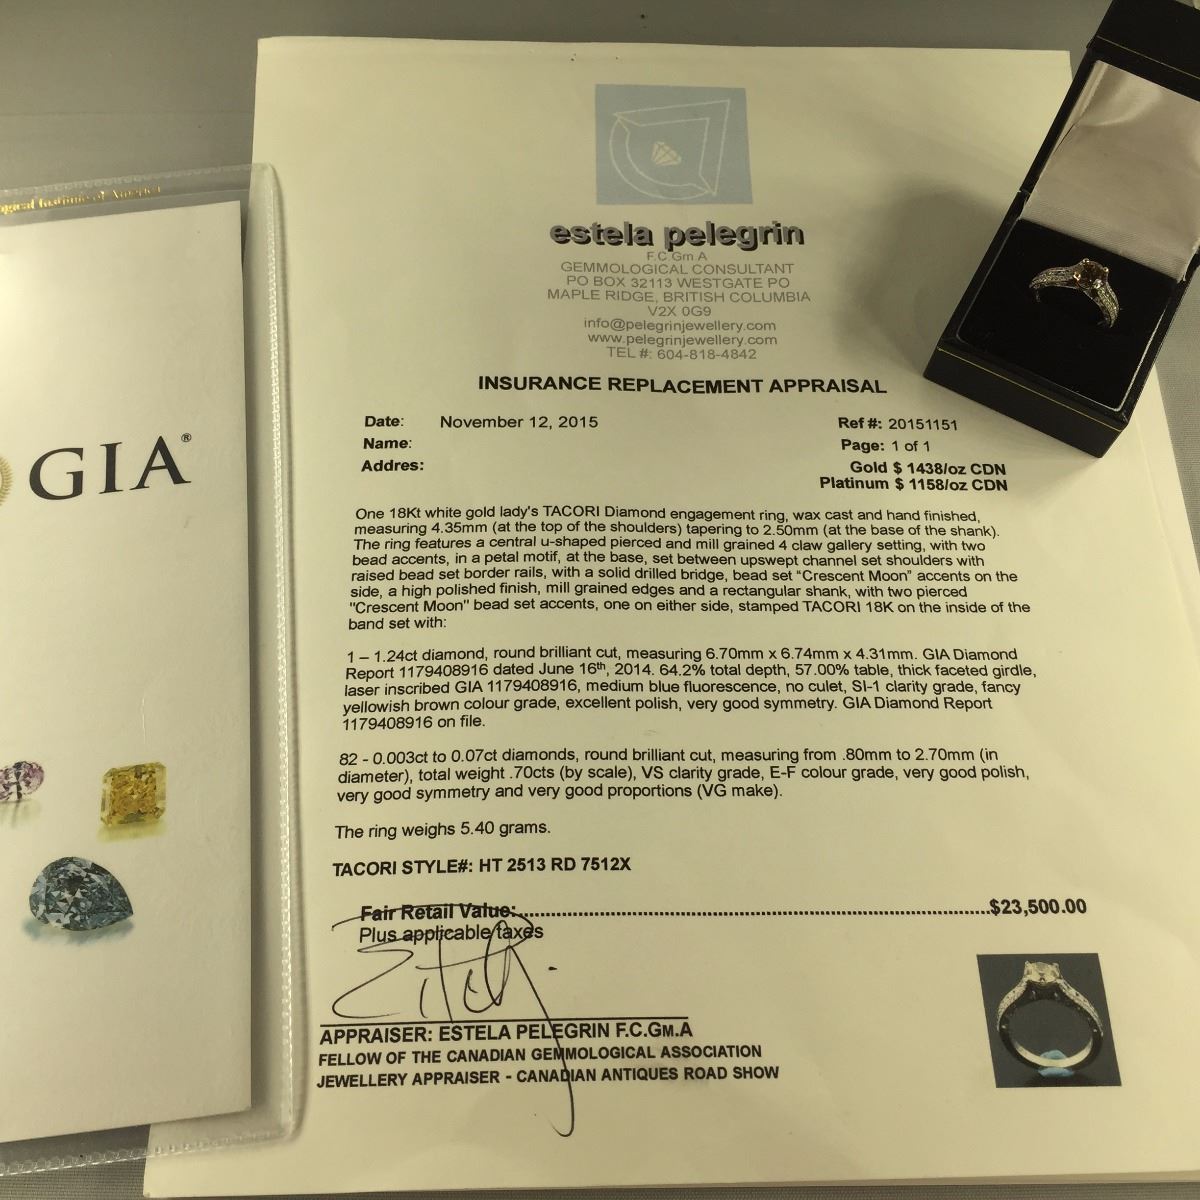 ogical Institute of America
GIA®
estela pelegrin
F.C.Gm.A
GEMMOLOGICAL CONSULTANT
PO BOX 32113 WESTGATE PO
MAPLE RIDGE, BRITISH COLUMBIA
V2X 0G9
info@pelegrinjewellery.com
www.pelegrinjewellery.com
TEL #: 604-818-4842
INSURANCE REPLACEMENT APPRAISAL
Date: November 12, 2015 Ref #: 20151151
Name: Page: 1 of 1
Addres: Gold $ 1438/oz CDN
Platinum $ 1158/oz CDN
One 18Kt white gold lady's TACORI Diamond engagement ring, wax cast and hand finished,
measuring 4.35mm (at the top of the shoulders) tapering to 2.50mm (at the base of the shank).
The ring features a central u-shaped pierced and mill grained 4 claw gallery setting, with two
bead accents, in a petal motif, at the base, set between upswept channel set shoulders with
raised bead set border rails, with a solid drilled bridge, bead set “Crescent Moon” accents on the
side, a high polished finish, mill grained edges and a rectangular shank, with two pierced
"Crescent Moon" bead set accents, one on either side, stamped TACORI 18K on the inside of the
band set with:
1 – 1.24ct diamond, round brilliant cut, measuring 6.70mm x 6.74mm x 4.31mm. GIA Diamond
Report 1179408916 dated June 16th, 2014. 64.2% total depth, 57.00% table, thick faceted girdle,
laser inscribed GIA 1179408916, medium blue fluorescence, no culet, SI-1 clarity grade, fancy
yellowish brown colour grade, excellent polish, very good symmetry. GIA Diamond Report
1179408916 on file.
82 - 0.003ct to 0.07ct diamonds, round brilliant cut, measuring from .80mm to 2.70mm (in
diameter), total weight .70cts (by scale), VS clarity grade, E-F colour grade, very good polish,
very good symmetry and very good proportions (VG make).
The ring weighs 5.40 grams.
TACORI STYLE#: HT 2513 RD 7512X
Fair Retail Value:..........................................................................................$23,500.00
Plus applicable taxes
APPRAISER: ESTELA PELEGRIN F.C.GM.A
FELLOW OF THE CANADIAN GEMMOLOGICAL ASSOCIATION
JEWELLERY APPRAISER - CANADIAN ANTIQUES ROAD SHOW